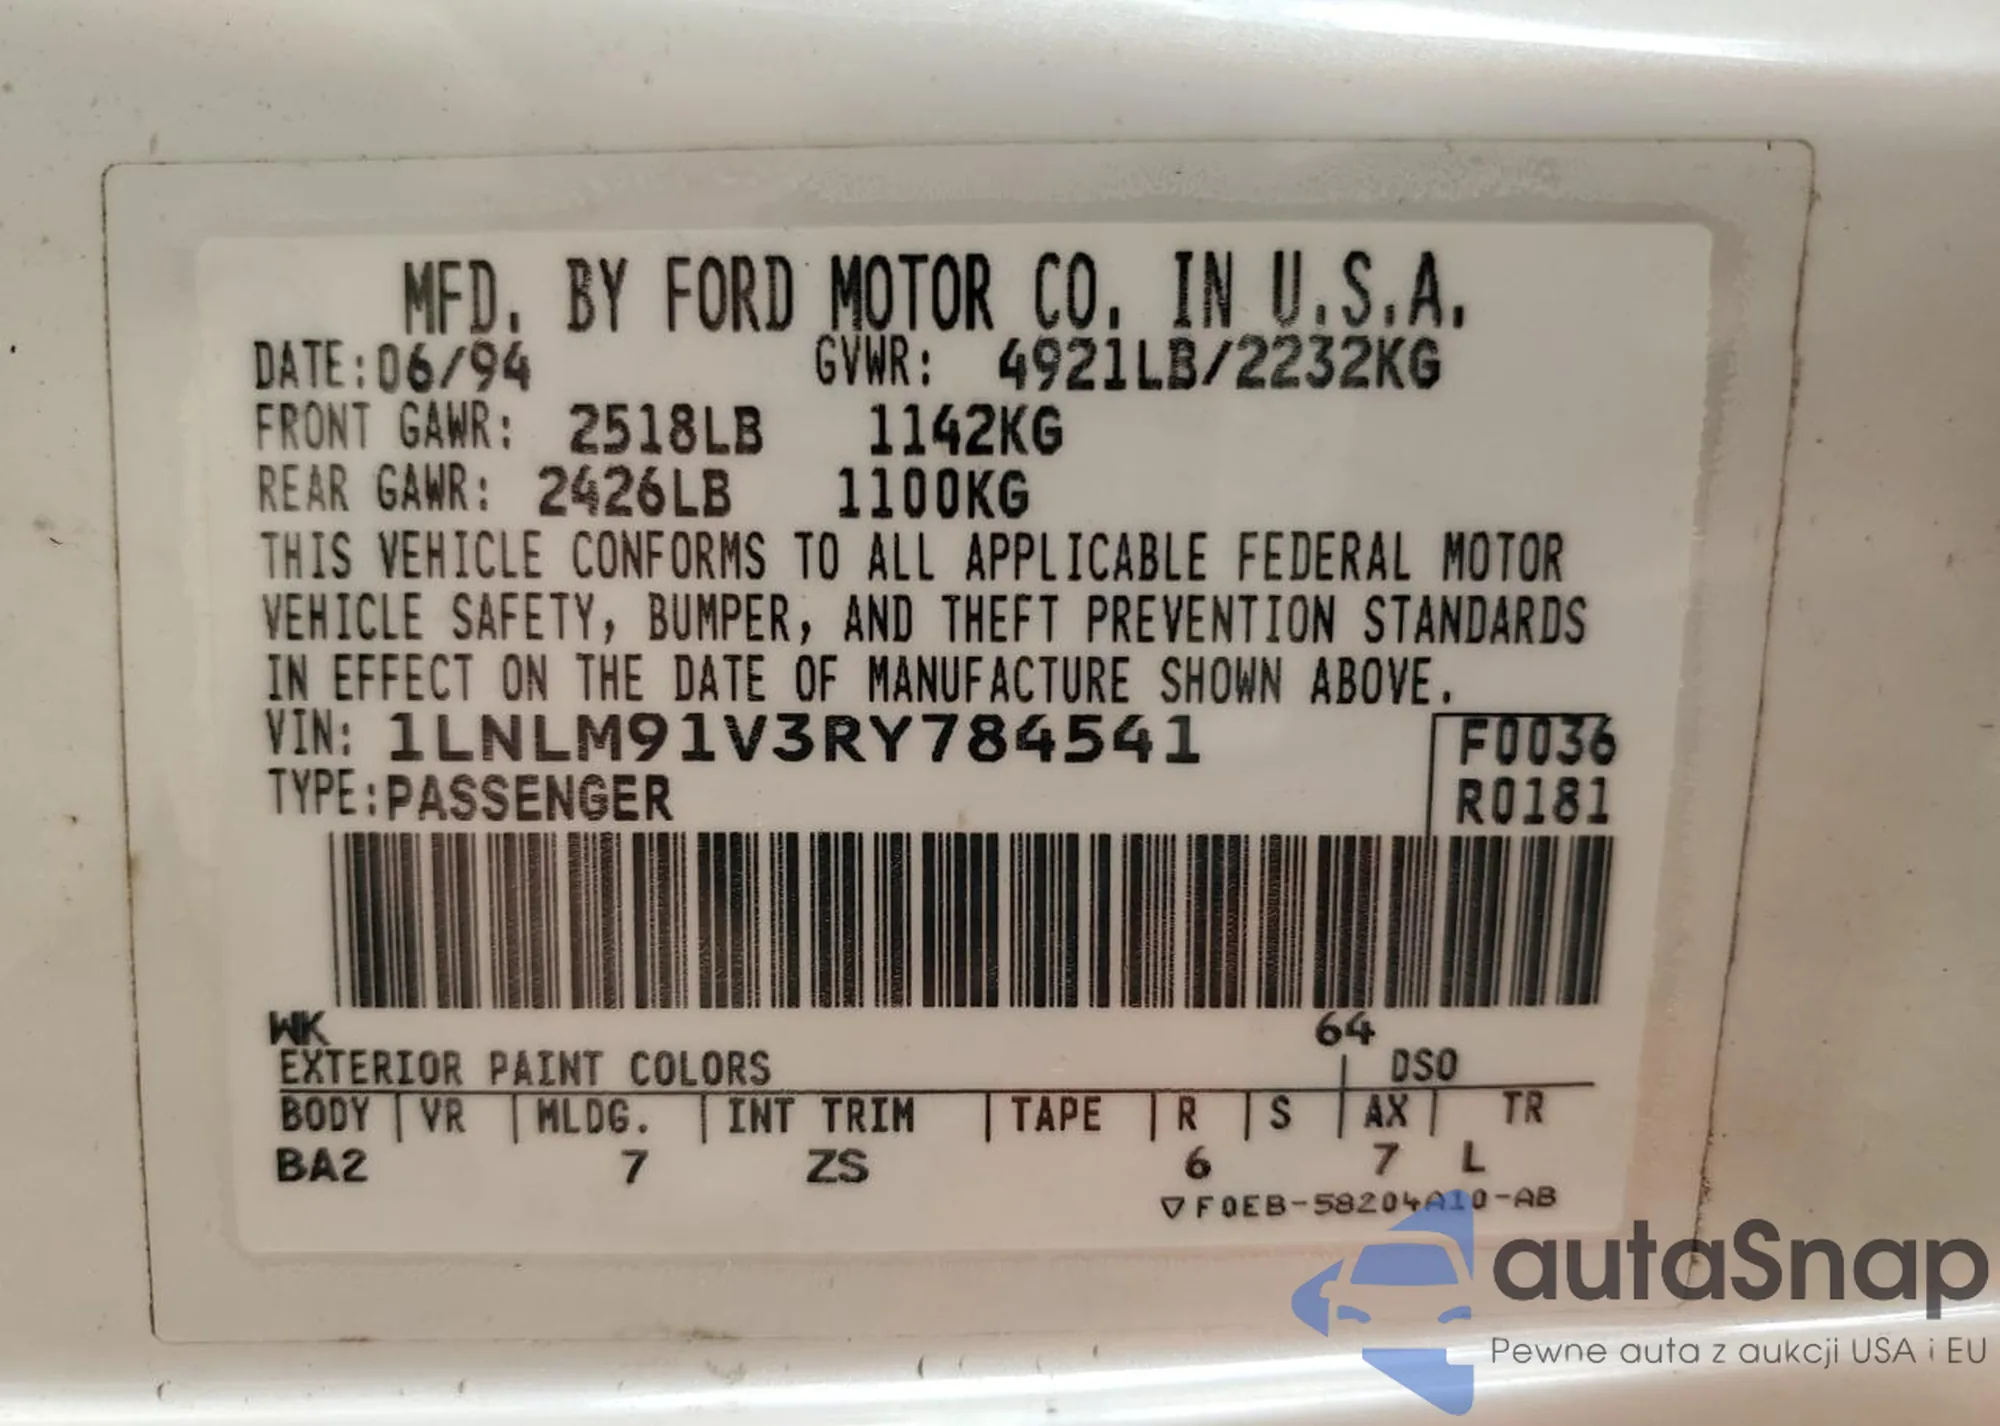 MFD. BY FORD MOTOR CO. IN U.S.A.
DATE:06/94 GVWR: 4921LB/2232KG
FRONT GAWR: 2518LB 1142KG
REAR GAWR: 2426LB 1100KG
THIS VEHICLE CONFORMS TO ALL APPLICABLE FEDERAL MOTOR
VEHICLE SAFETY, BUMPER, AND THEFT PREVENTION STANDARDS
IN EFFECT ON THE DATE OF MANUFACTURE SHOWN ABOVE.
VIN: 1LNLM91V3RY784541 F0036
TYPE:PASSENGER R0181
WK 64
EXTERIOR PAINT COLORS DSO
BODY VR MLDG. INT TRIM TAPE R S AX TR
BA2 7 ZS 6 7 L
▽F0EB-58204A10-AB
autaSnap
Pewne auta z aukcji USA i EU